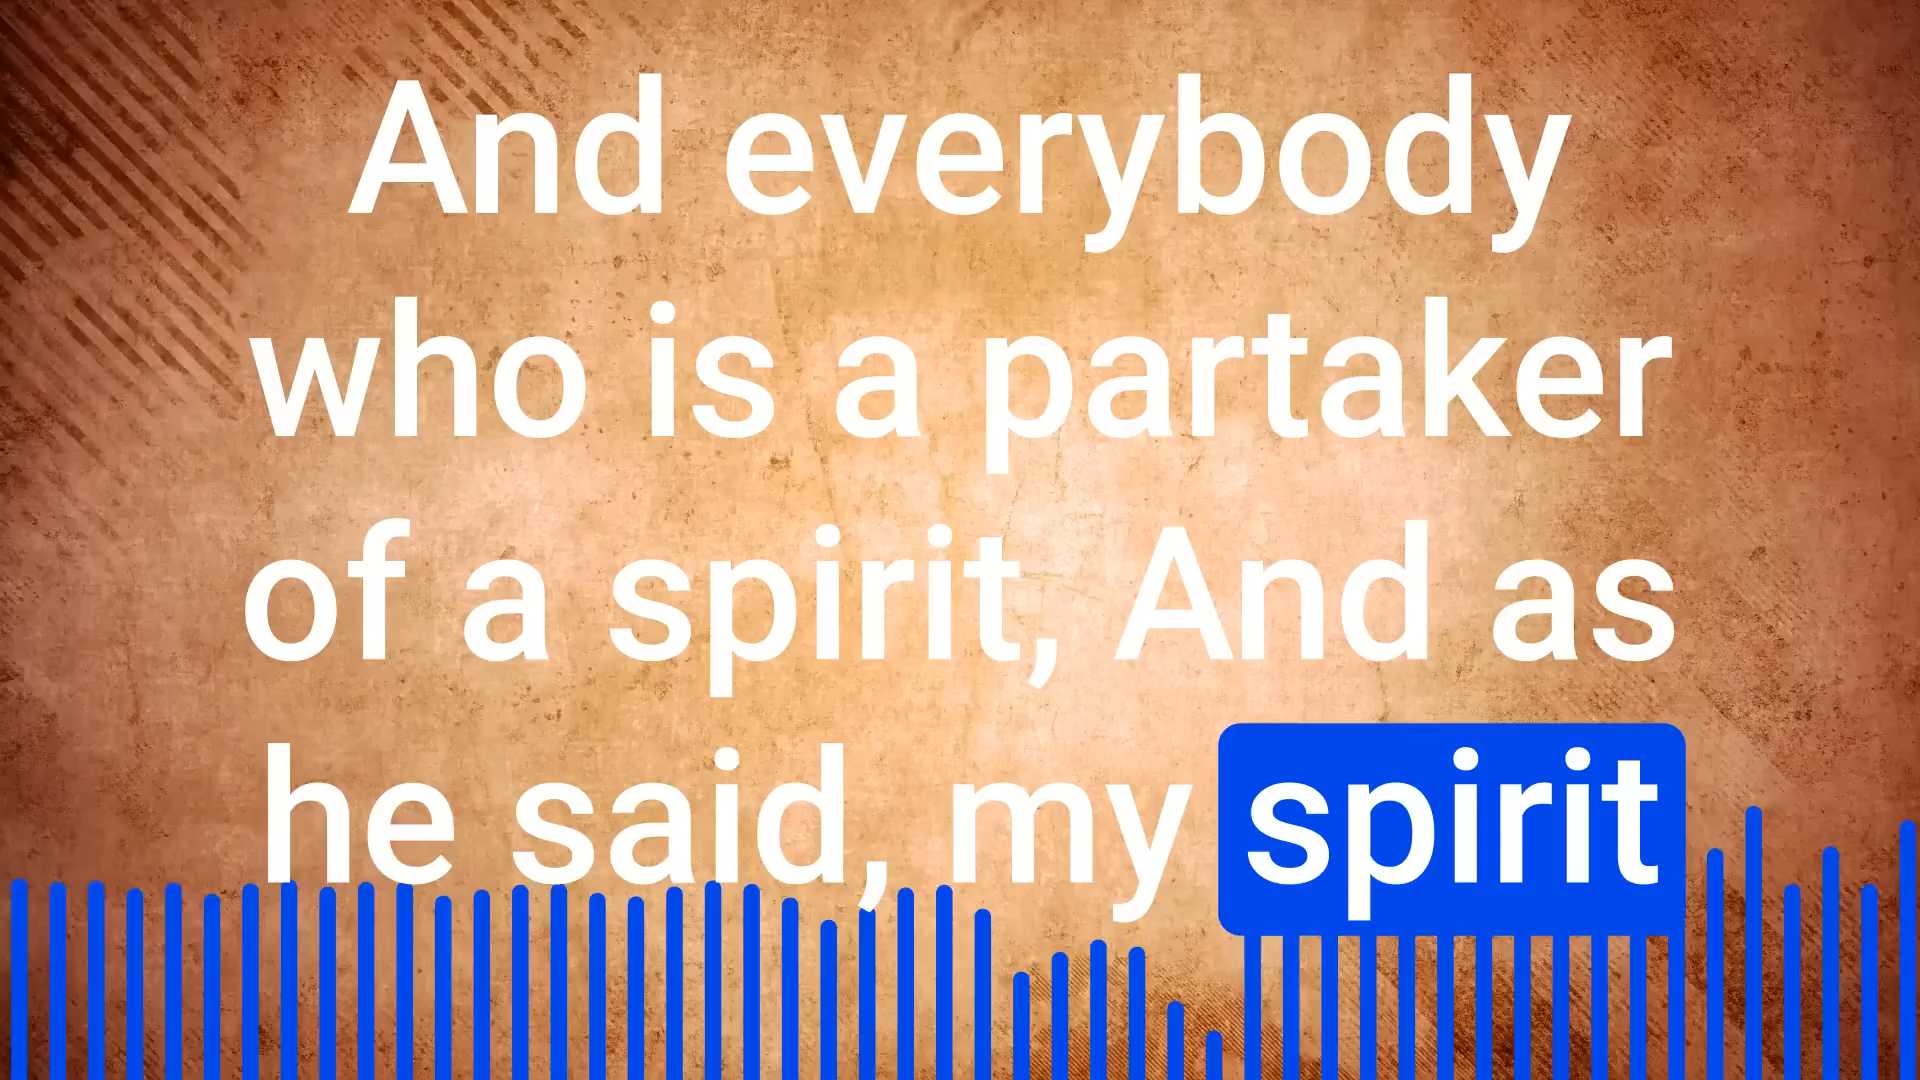 And everybody
who is a partaker
of a spirit, And as
he said, my spirit